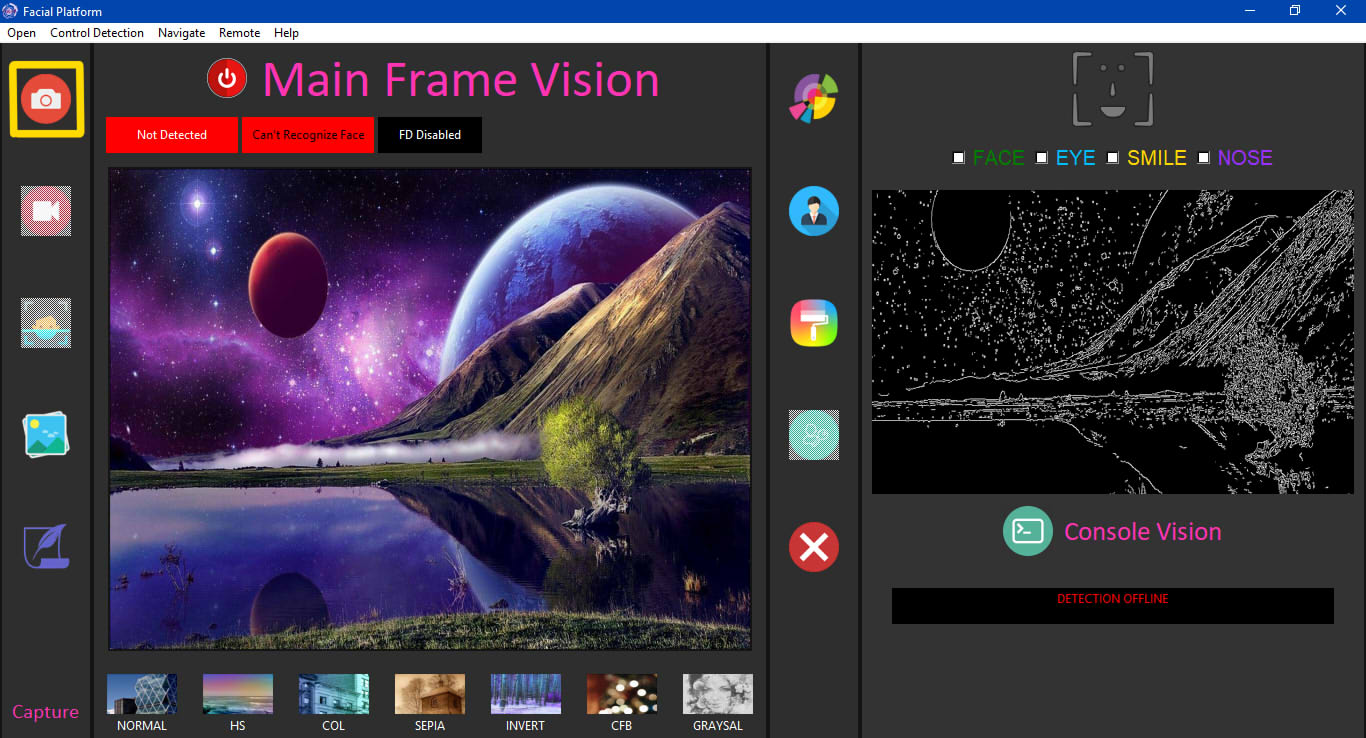 Facial Platform
Open Control Detection Navigate Remote Help
Main Frame Vision
Not Detected
Can't Recognize Face
FD Disabled
FACE EYE SMILE NOSE
Console Vision
DETECTION OFFLINE
Capture
NORMAL HS COL SEPIA INVERT CFB GRAYSAL